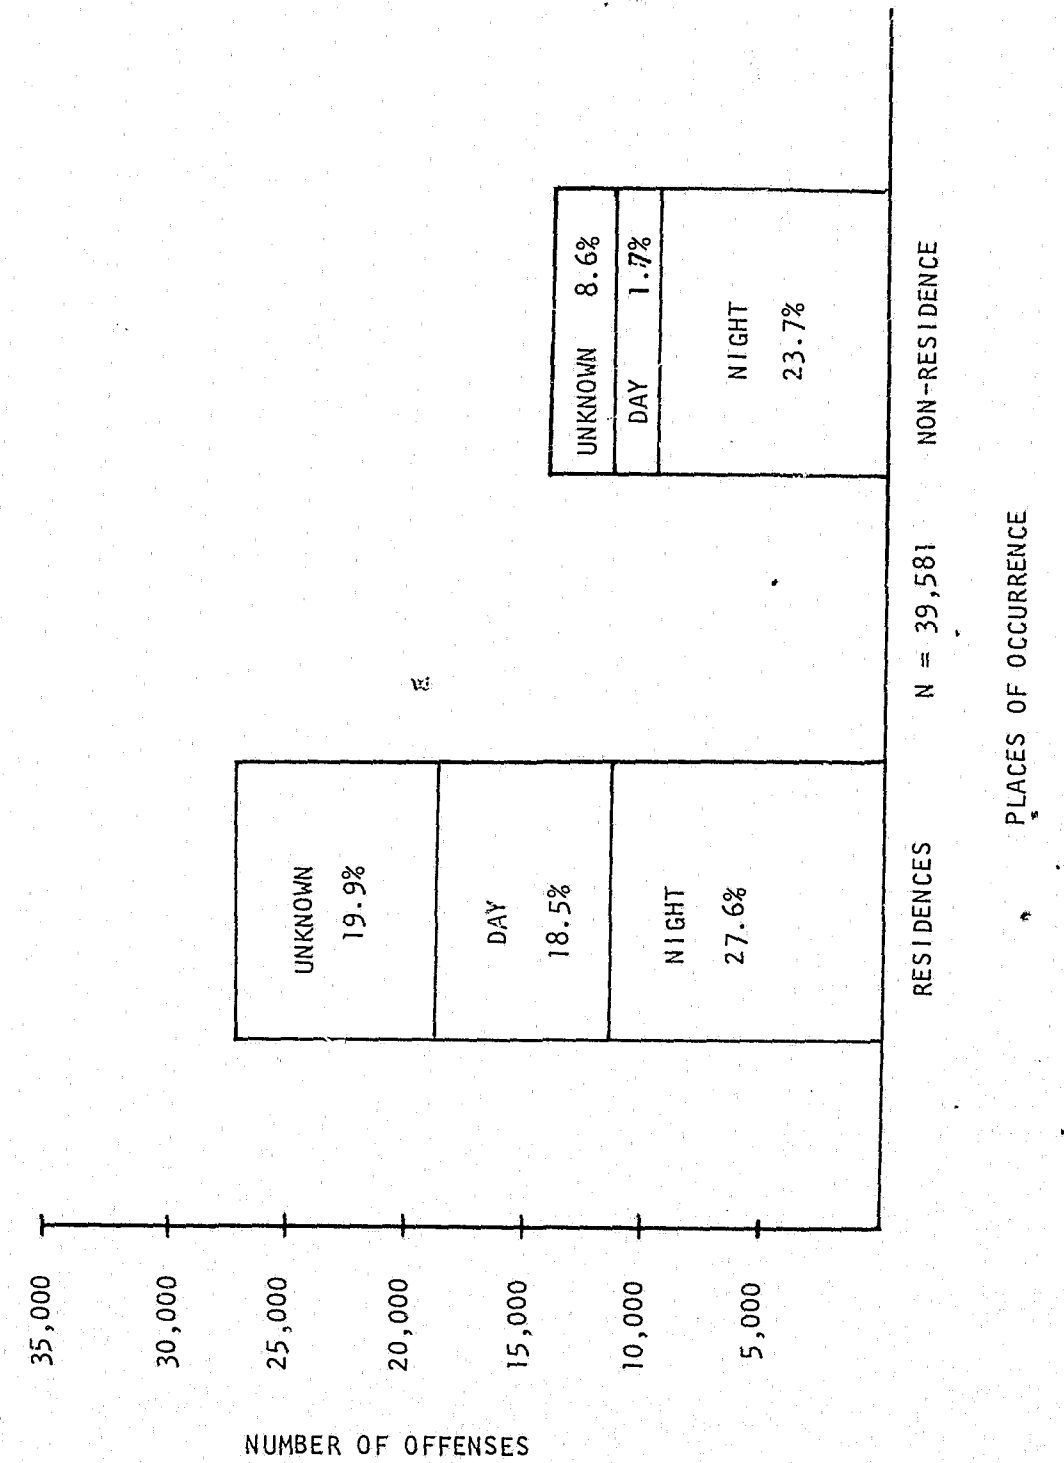 NUMBER OF OFFENSES
35,000
30,000
25,000
20,000
15,000
10,000
5,000
UNKNOWN
19.9%
DAY
18.5%
NIGHT
27.6%
UNKNOWN 8.6%
DAY 1.7%
NIGHT
23.7%
RESIDENCES N = 39,581 NON-RESIDENCE
PLACES OF OCCURRENCE